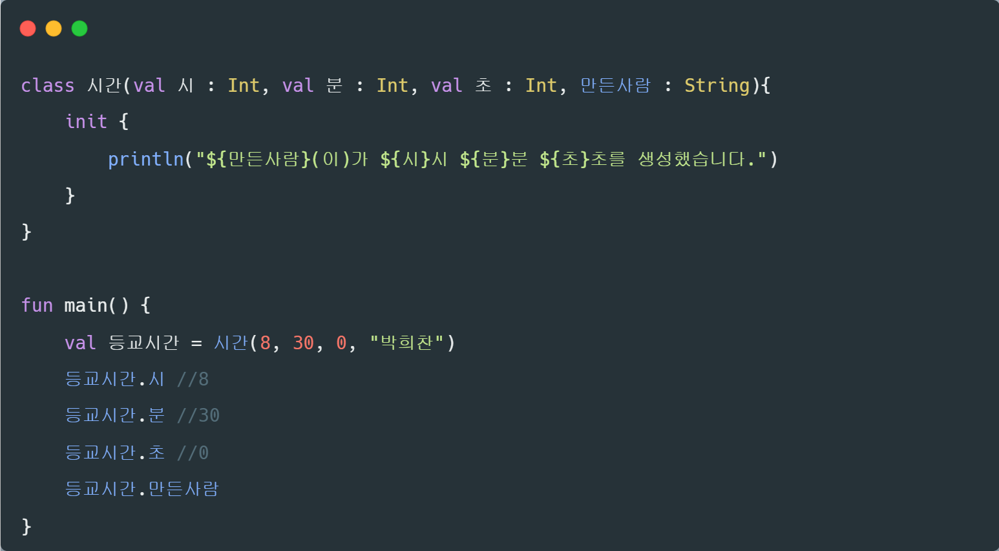 class 시간(val 시 : Int, val 분 : Int, val 초 : Int, 만든사람 : String){
    init {
        println("${만든사람}(이)가 ${시}시 ${분}분 ${초}초를 생성했습니다.")
    }
}

fun main() {
    val 등교시간 = 시간(8, 30, 0, "박희찬")
    등교시간.시 //8
    등교시간.분 //30
    등교시간.초 //0
    등교시간.만든사람
}